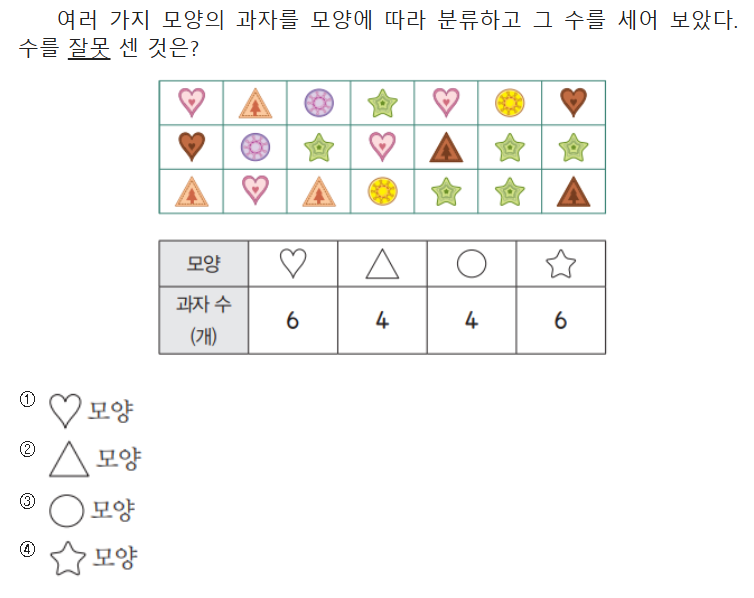 여러 가지 모양의 과자를 모양에 따라 분류하고 그 수를 세어 보았다.
수를 잘못 센 것은?
모양
과자 수
(개) 6 4 4 6
① 모양
② 모양
③ 모양
④ 모양